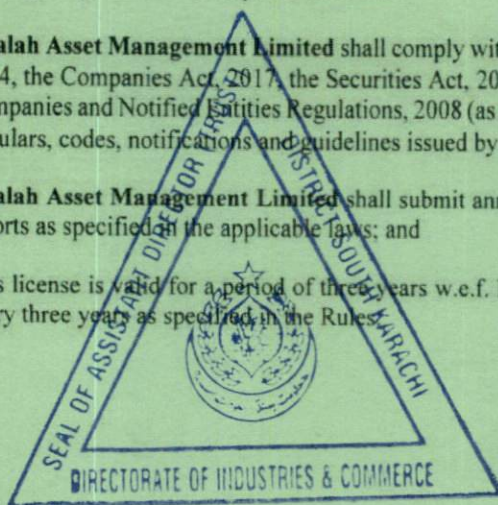 alah Asset Management Limited shall comply wit
4, the Companies Act, 2017, the Securities Act, 20
mpanies and Notified Entities Regulations, 2008 (as
ulars, codes, notifications and guidelines issued by
alah Asset Management Limited shall submit ann
orts as specified in the applicable laws; and
s license is valid for a period of three years w.e.f.
ry three years as specified in the Rules
SEAL OF ASSISTANT DIRECTOR (TRUST)
DISTRICT SOUTH KARACHI
DIRECTORATE OF INDUSTRIES & COMMERCE